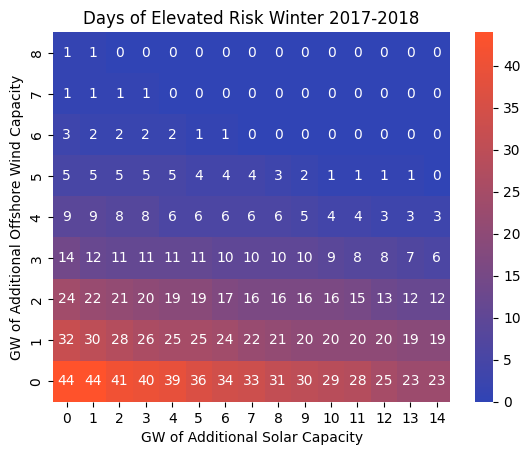 Days of Elevated Risk Winter 2017-2018
GW of Additional Offshore Wind Capacity
8 1 1 0 0 0 0 0 0 0 0 0 0 0 0 0
7 1 1 1 1 0 0 0 0 0 0 0 0 0 0 0
6 3 2 2 2 2 1 1 0 0 0 0 0 0 0 0
5 5 5 5 5 5 4 4 4 3 2 1 1 1 1 0
4 9 9 8 8 6 6 6 6 6 5 4 4 3 3 3
3 14 12 11 11 11 11 10 10 10 10 9 8 8 7 6
2 24 22 21 20 19 19 17 16 16 16 16 15 13 12 12
1 32 30 28 26 25 25 24 22 21 20 20 20 20 19 19
0 44 44 41 40 39 36 34 33 31 30 29 28 25 23 23
0 1 2 3 4 5 6 7 8 9 10 11 12 13 14
GW of Additional Solar Capacity
40
35
30
25
20
15
10
5
0